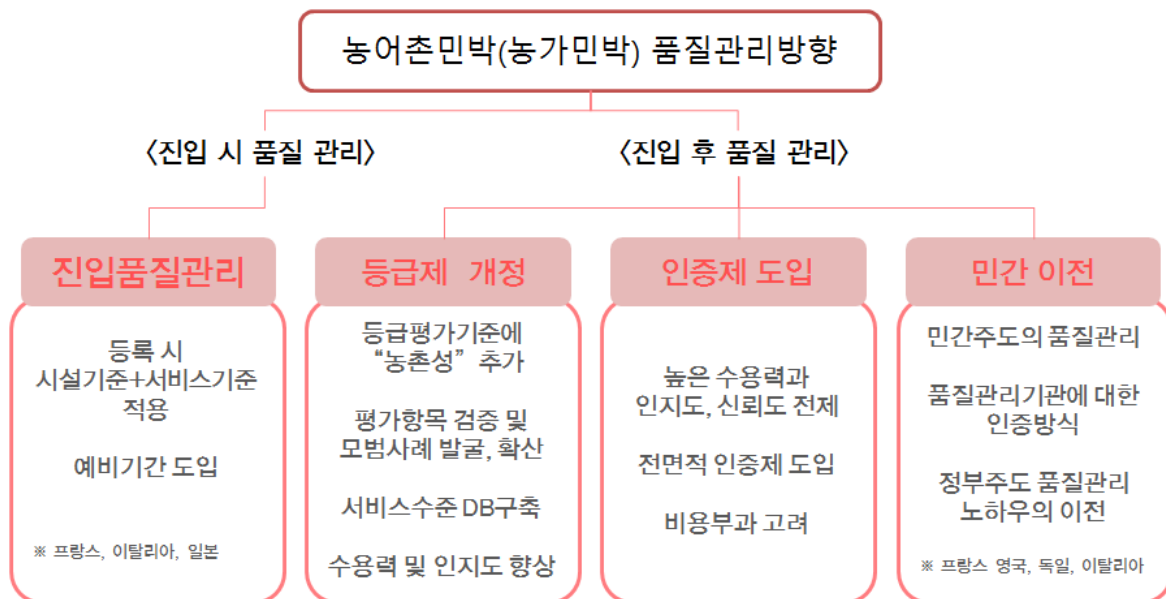 농어촌민박(농가민박) 품질관리방향
〈진입 시 품질 관리〉
〈진입 후 품질 관리〉
진입품질관리
등록 시
시설기준+서비스기준
적용
예비기간 도입
※ 프랑스, 이탈리아, 일본
등급제 개정
등급평가기준에
“농촌성” 추가
평가항목 검증 및
모범사례 발굴, 확산
서비스수준 DB구축
수용력 및 인지도 향상
인증제 도입
높은 수용력과
인지도, 신뢰도 전제
전면적 인증제 도입
비용부과 고려
민간 이전
민간주도의 품질관리
품질관리기관에 대한
인증방식
정부주도 품질관리
노하우의 이전
※ 프랑스 영국, 독일, 이탈리아